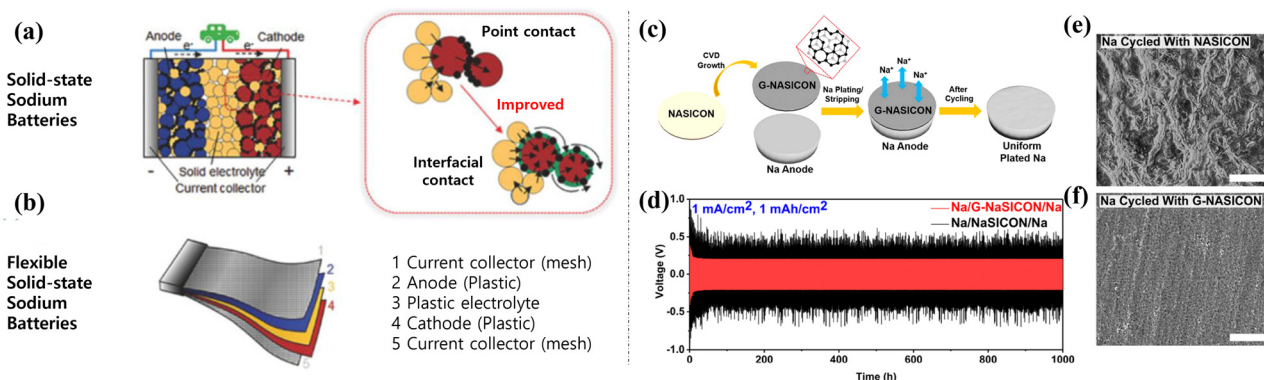 (a)
Solid-state
Sodium
Batteries
Anode
Cathode
e-
e-
Solid electrolyte
-
Current collector
+
Point contact
Improved
Interfacial
contact
(b)
Flexible
Solid-state
Sodium
Batteries
1
2
3
4
5
1 Current collector (mesh)
2 Anode (Plastic)
3 Plastic electrolyte
4 Cathode (Plastic)
5 Current collector (mesh)
(c)
NASICON
CVD
Growth
G-NASICON
Na Anode
Na Plating/
Stripping
Na⁺
Na⁺
Na⁺
G-NASICON
Na Anode
After
Cycling
Uniform
Plated Na
(d)
1 mA/cm², 1 mAh/cm²
Na/G-NaSICON/Na
Na/NaSICON/Na
Voltage (V)
1.0
0.5
0.0
-0.5
-1.0
0
200
400
600
800
1000
Time (h)
(e)
Na Cycled With NASICON
(f)
Na Cycled With G-NASICON